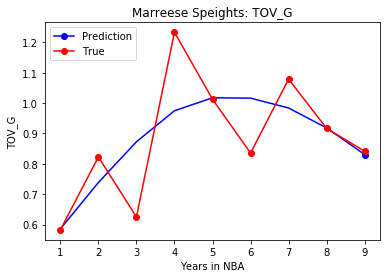 Marreese Speights: TOV_G
Prediction
True
TOV_G
1.2
1.1
1.0
0.9
0.8
0.7
0.6
1 2 3 4 5 6 7 8 9
Years in NBA